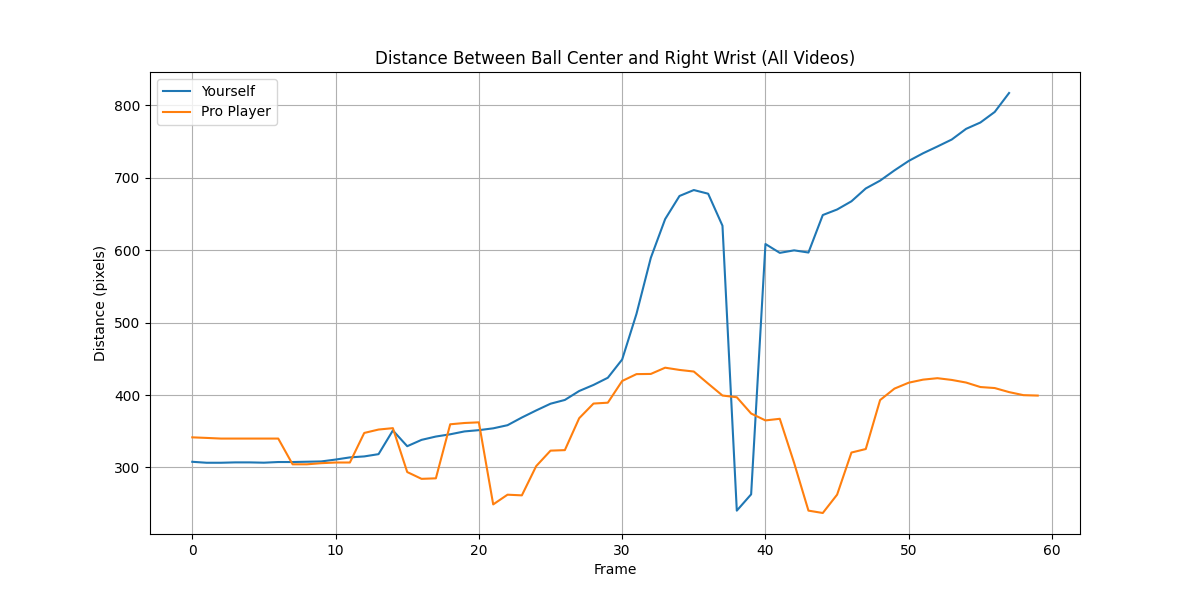 Distance Between Ball Center and Right Wrist (All Videos)
Yourself
Pro Player
Distance (pixels)
800
700
600
500
400
300
0 10 20 30 40 50 60
Frame